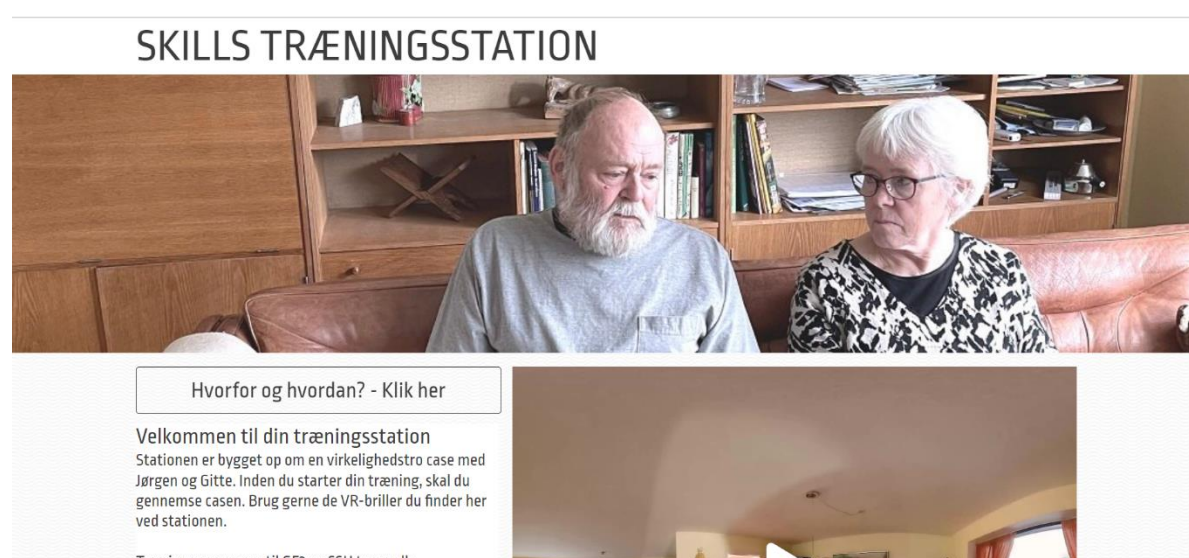 SKILLS TRÆNINGSSTATION
Hvorfor og hvordan? - Klik her
Velkommen til din træningsstation
Stationen er bygget op om en virkelighedstro case med
Jørgen og Gitte. Inden du starter din træning, skal du
gennemse casen. Brug gerne de VR-briller du finder her
ved stationen.